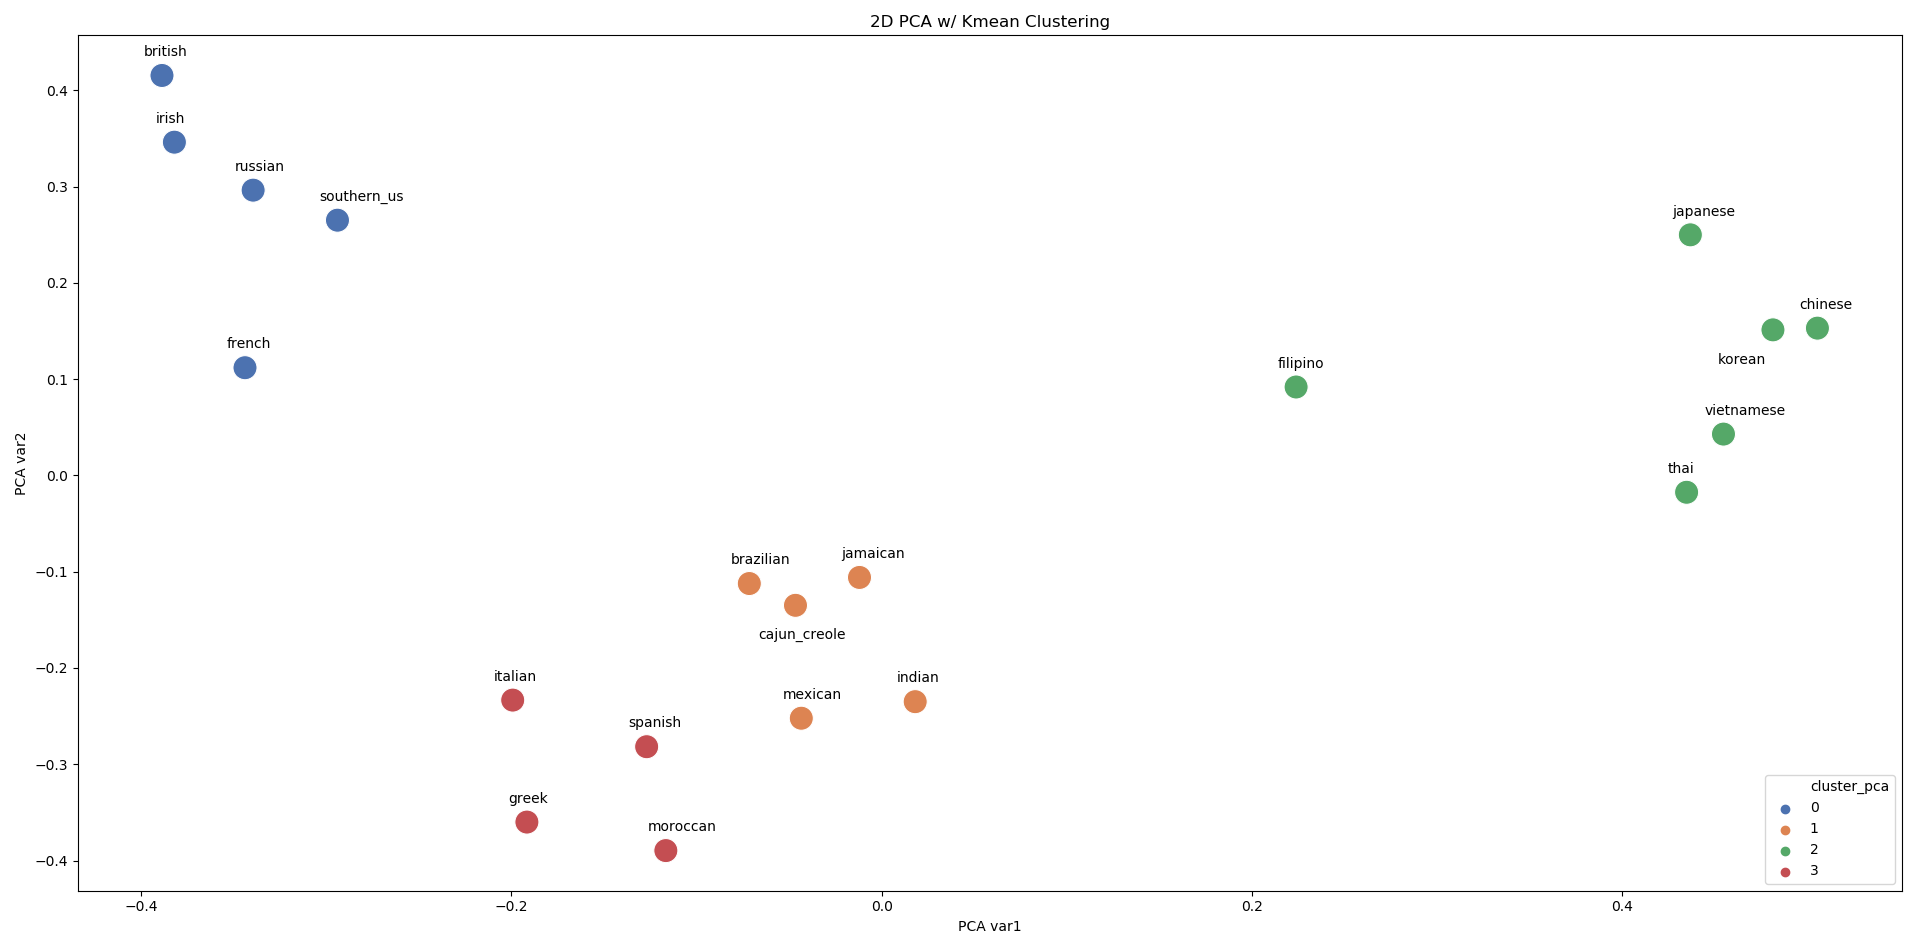 2D PCA w/ Kmean Clustering
british
irish
russian
southern_us
french
japanese
chinese
korean
filipino
vietnamese
thai
brazilian
jamaican
cajun_creole
italian
indian
mexican
spanish
greek
moroccan
0.4
0.3
0.2
0.1
0.0
−0.1
−0.2
−0.3
−0.4
PCA var2
−0.4
−0.2
0.0
0.2
0.4
PCA var1
cluster_pca
0
1
2
3